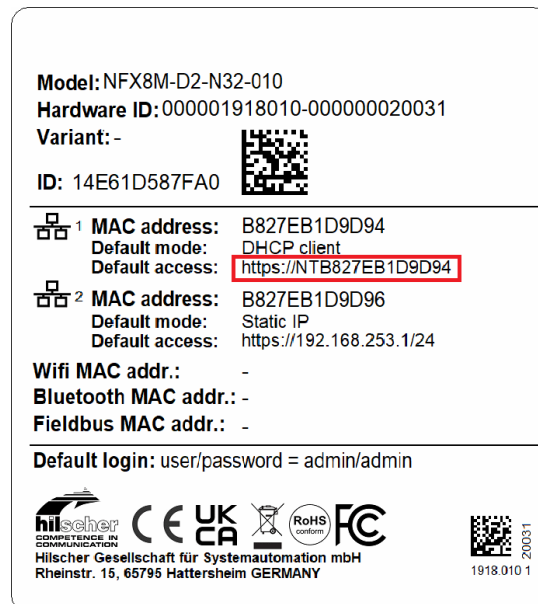 Model: NFX8M-D2-N32-010
Hardware ID: 000001918010-000000020031
Variant: -
ID: 14E61D587FA0
1 MAC address: B827EB1D9D94
Default mode: DHCP client
Default access: https://NTB827EB1D9D94
2 MAC address: B827EB1D9D96
Default mode: Static IP
Default access: https://192.168.253.1/24
Wifi MAC addr.: -
Bluetooth MAC addr.: -
Fieldbus MAC addr.: -
Default login: user/password = admin/admin
hilscher
COMPETENCE IN
COMMUNICATION
CE
UK
CA
RoHS
conform
FC
Hilscher Gesellschaft für Systemautomation mbH
Rheinstr. 15, 65795 Hattersheim GERMANY
20031
1918.010 1